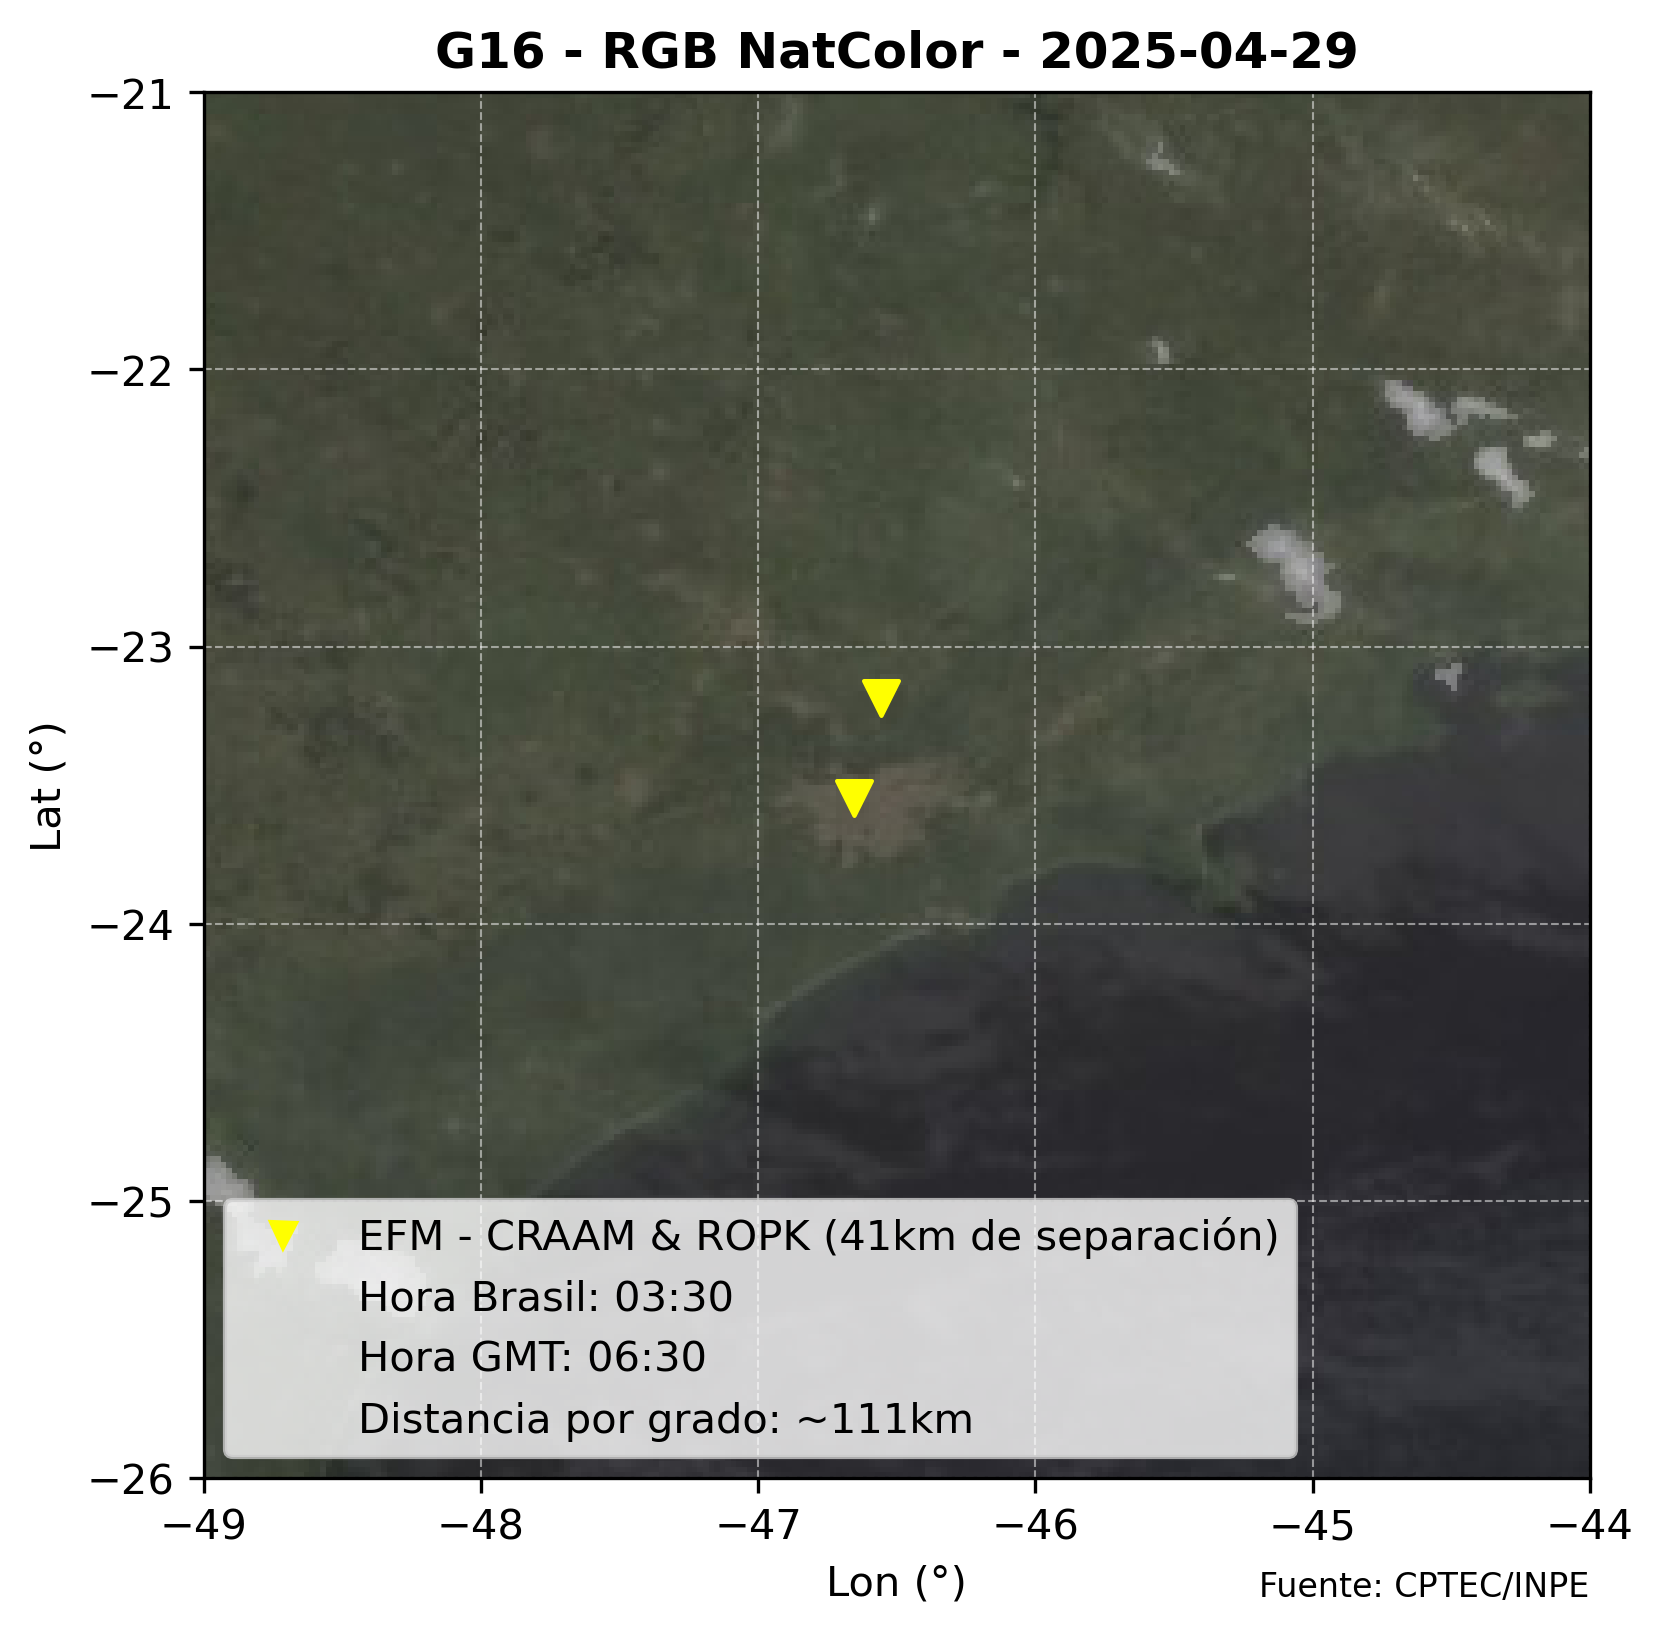 G16 - RGB NatColor - 2025-04-29
−21
−22
−23
−24
−25
−26
Lat (°)
EFM - CRAAM & ROPK (41km de separación)
Hora Brasil: 03:30
Hora GMT: 06:30
Distancia por grado: ~111km
−49 −48 −47 −46 −45 −44
Lon (°)
Fuente: CPTEC/INPE